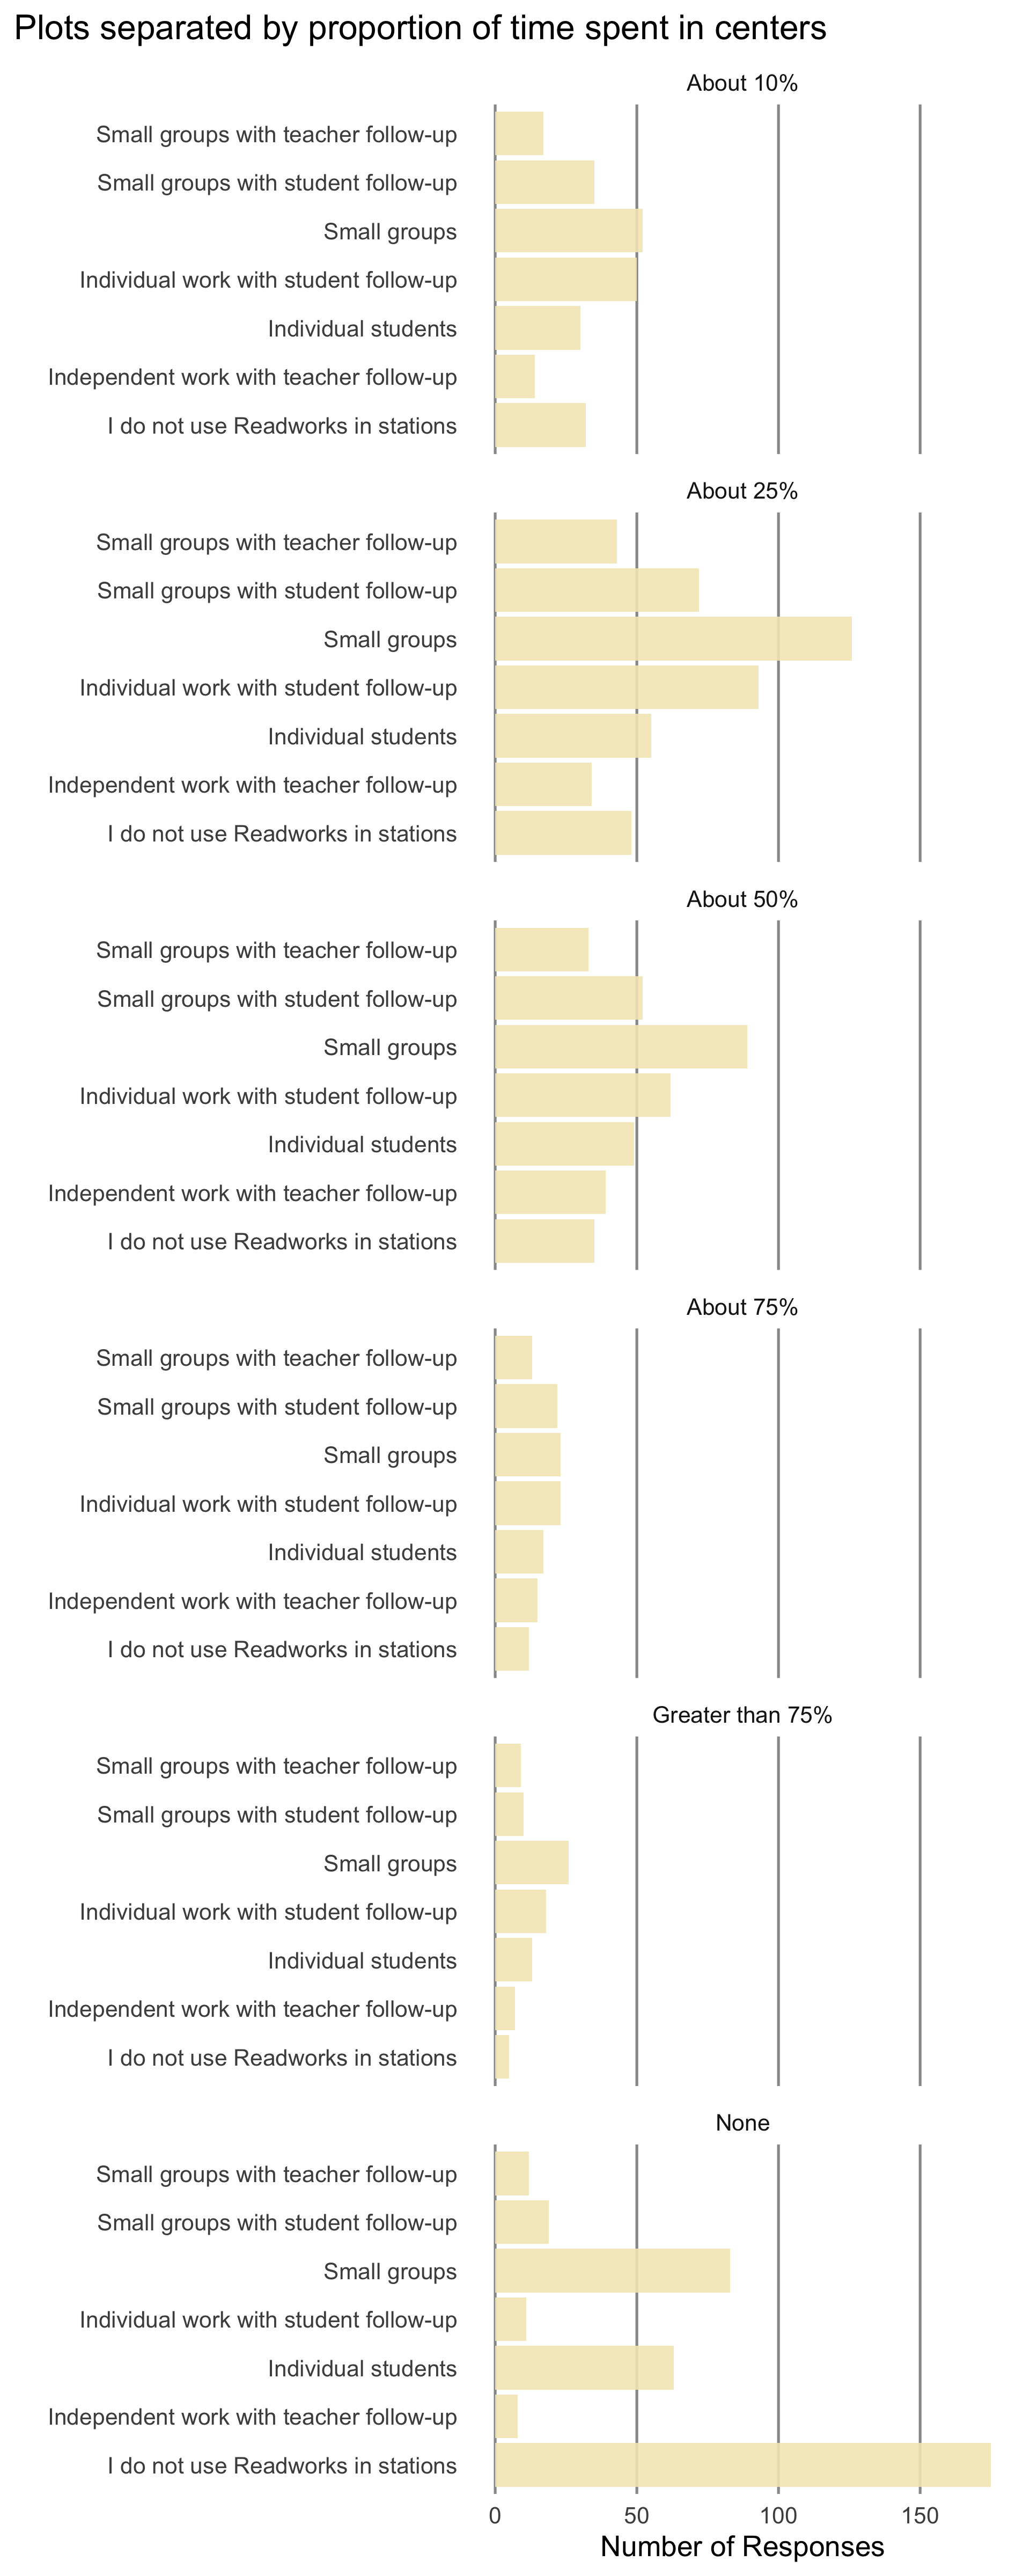 Plots separated by proportion of time spent in centers
About 10%
Small groups with teacher follow-up
Small groups with student follow-up
Small groups
Individual work with student follow-up
Individual students
Independent work with teacher follow-up
I do not use Readworks in stations
About 25%
Small groups with teacher follow-up
Small groups with student follow-up
Small groups
Individual work with student follow-up
Individual students
Independent work with teacher follow-up
I do not use Readworks in stations
About 50%
Small groups with teacher follow-up
Small groups with student follow-up
Small groups
Individual work with student follow-up
Individual students
Independent work with teacher follow-up
I do not use Readworks in stations
About 75%
Small groups with teacher follow-up
Small groups with student follow-up
Small groups
Individual work with student follow-up
Individual students
Independent work with teacher follow-up
I do not use Readworks in stations
Greater than 75%
Small groups with teacher follow-up
Small groups with student follow-up
Small groups
Individual work with student follow-up
Individual students
Independent work with teacher follow-up
I do not use Readworks in stations
None
Small groups with teacher follow-up
Small groups with student follow-up
Small groups
Individual work with student follow-up
Individual students
Independent work with teacher follow-up
I do not use Readworks in stations
0 50 100 150
Number of Responses